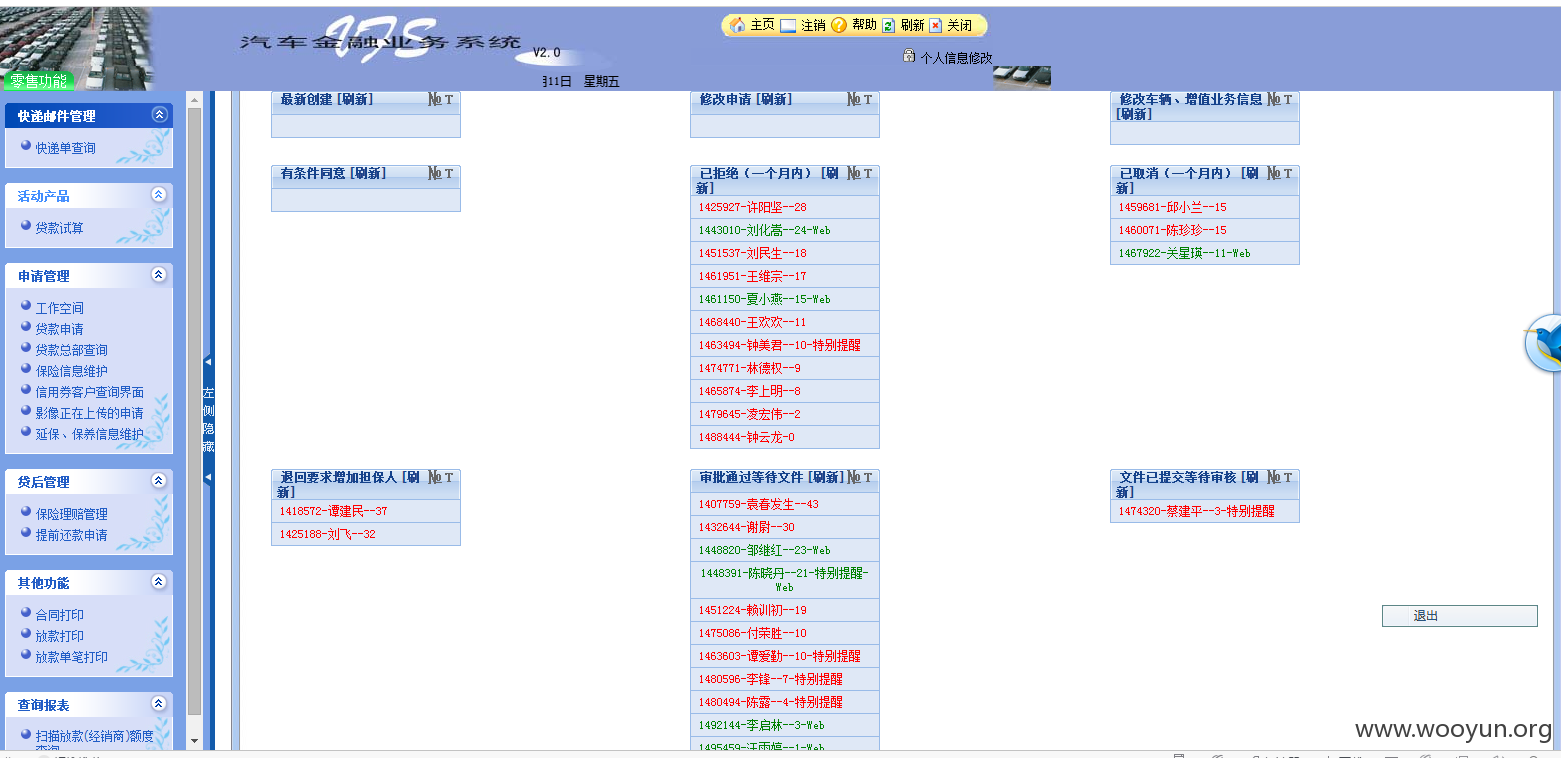 主页 注销 帮助 刷新 关闭
汽车金融业务系统
VFS
V2.0
个人信息修改
月11日 星期五
零售功能
快递邮件管理
快递单查询
活动产品
贷款试算
申请管理
工作空间
贷款申请
贷款总部查询
保险信息维护
信用券客户查询界面
影像正在上传的申请
延保、保养信息维护
贷后管理
保险理赔管理
提前还款申请
其他功能
合同打印
放款打印
放款单笔打印
查询报表
扫描放款(经销商)额度
查询
左
侧
隐
藏
最新创建 [刷新] No T
修改申请 [刷新] No T
修改车辆、增值业务信息 No T
[刷新]
有条件同意 [刷新] No T
已拒绝（一个月内） [刷 No T
新]
1425927-许阳坚--28
1443010-刘化嵩--24-Web
1451537-刘民生--18
1461951-王维宗--17
1461150-夏小燕--15-Web
1468440-王欢欢--11
1463494-钟美君--10-特别提醒
1474771-林德权--9
1465874-李上明--8
1479645-凌宏伟--2
1488444-钟云龙-0
已取消（一个月内） [刷 No T
新]
1459681-邱小兰--15
1460071-陈珍珍--15
1467922-关星瑛--11-Web
退回要求增加担保人 [刷 No T
新]
1418572-谭建民--37
1425188-刘飞--32
审批通过等待文件 [刷新] No T
1407759-袁春发生--43
1432644-谢尉--30
1448820-邹继红--23-Web
1448391-陈晓丹--21-特别提醒-
Web
1451224-赖训初--19
1475086-付荣胜--10
1463603-谭爱勤--10-特别提醒
1480596-李锋--7-特别提醒
1480494-陈露--4-特别提醒
1492144-李启林--3-Web
1495459-汪雨婷--1-Web
文件已提交等待审核 [刷 No T
新]
1474320-蔡建平--3-特别提醒
退出
www.wooyun.org